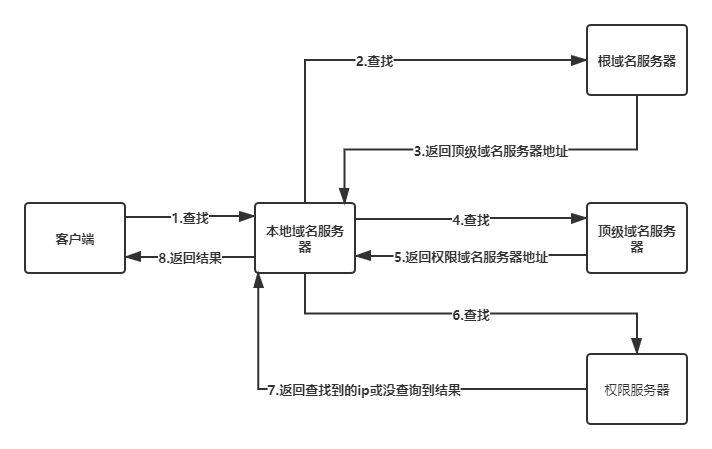 2.查找
根域名服务器
3.返回顶级域名服务器地址
客户端
1.查找
本地域名服务
器
4.查找
顶级域名服务
器
8.返回结果
5.返回权限域名服务器地址
6.查找
7.返回查找到的ip或没查询到结果
权限服务器